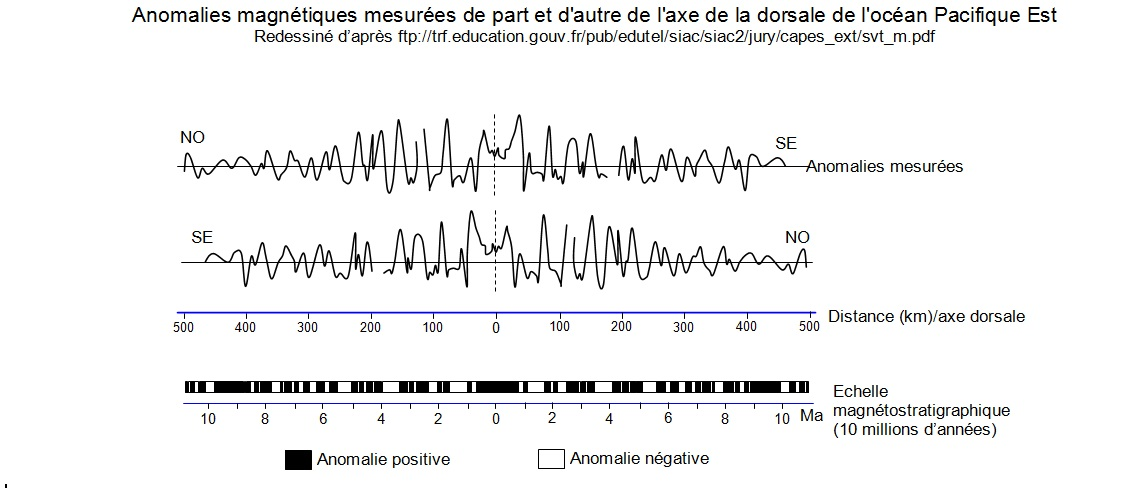 Anomalies magnétiques mesurées de part et d'autre de l'axe de la dorsale de l'océan Pacifique Est
Redessiné d'après ftp://trf.education.gouv.fr/pub/edutel/siac/siac2/jury/capes_ext/svt_m.pdf
NO
SE
Anomalies mesurées
SE
NO
500 400 300 200 100 0 100 200 300 400 500
Distance (km)/axe dorsale
10 8 6 4 2 0 2 4 6 8 10 Ma
Echelle
magnétostratigraphique
(10 millions d'années)
Anomalie positive
Anomalie négative